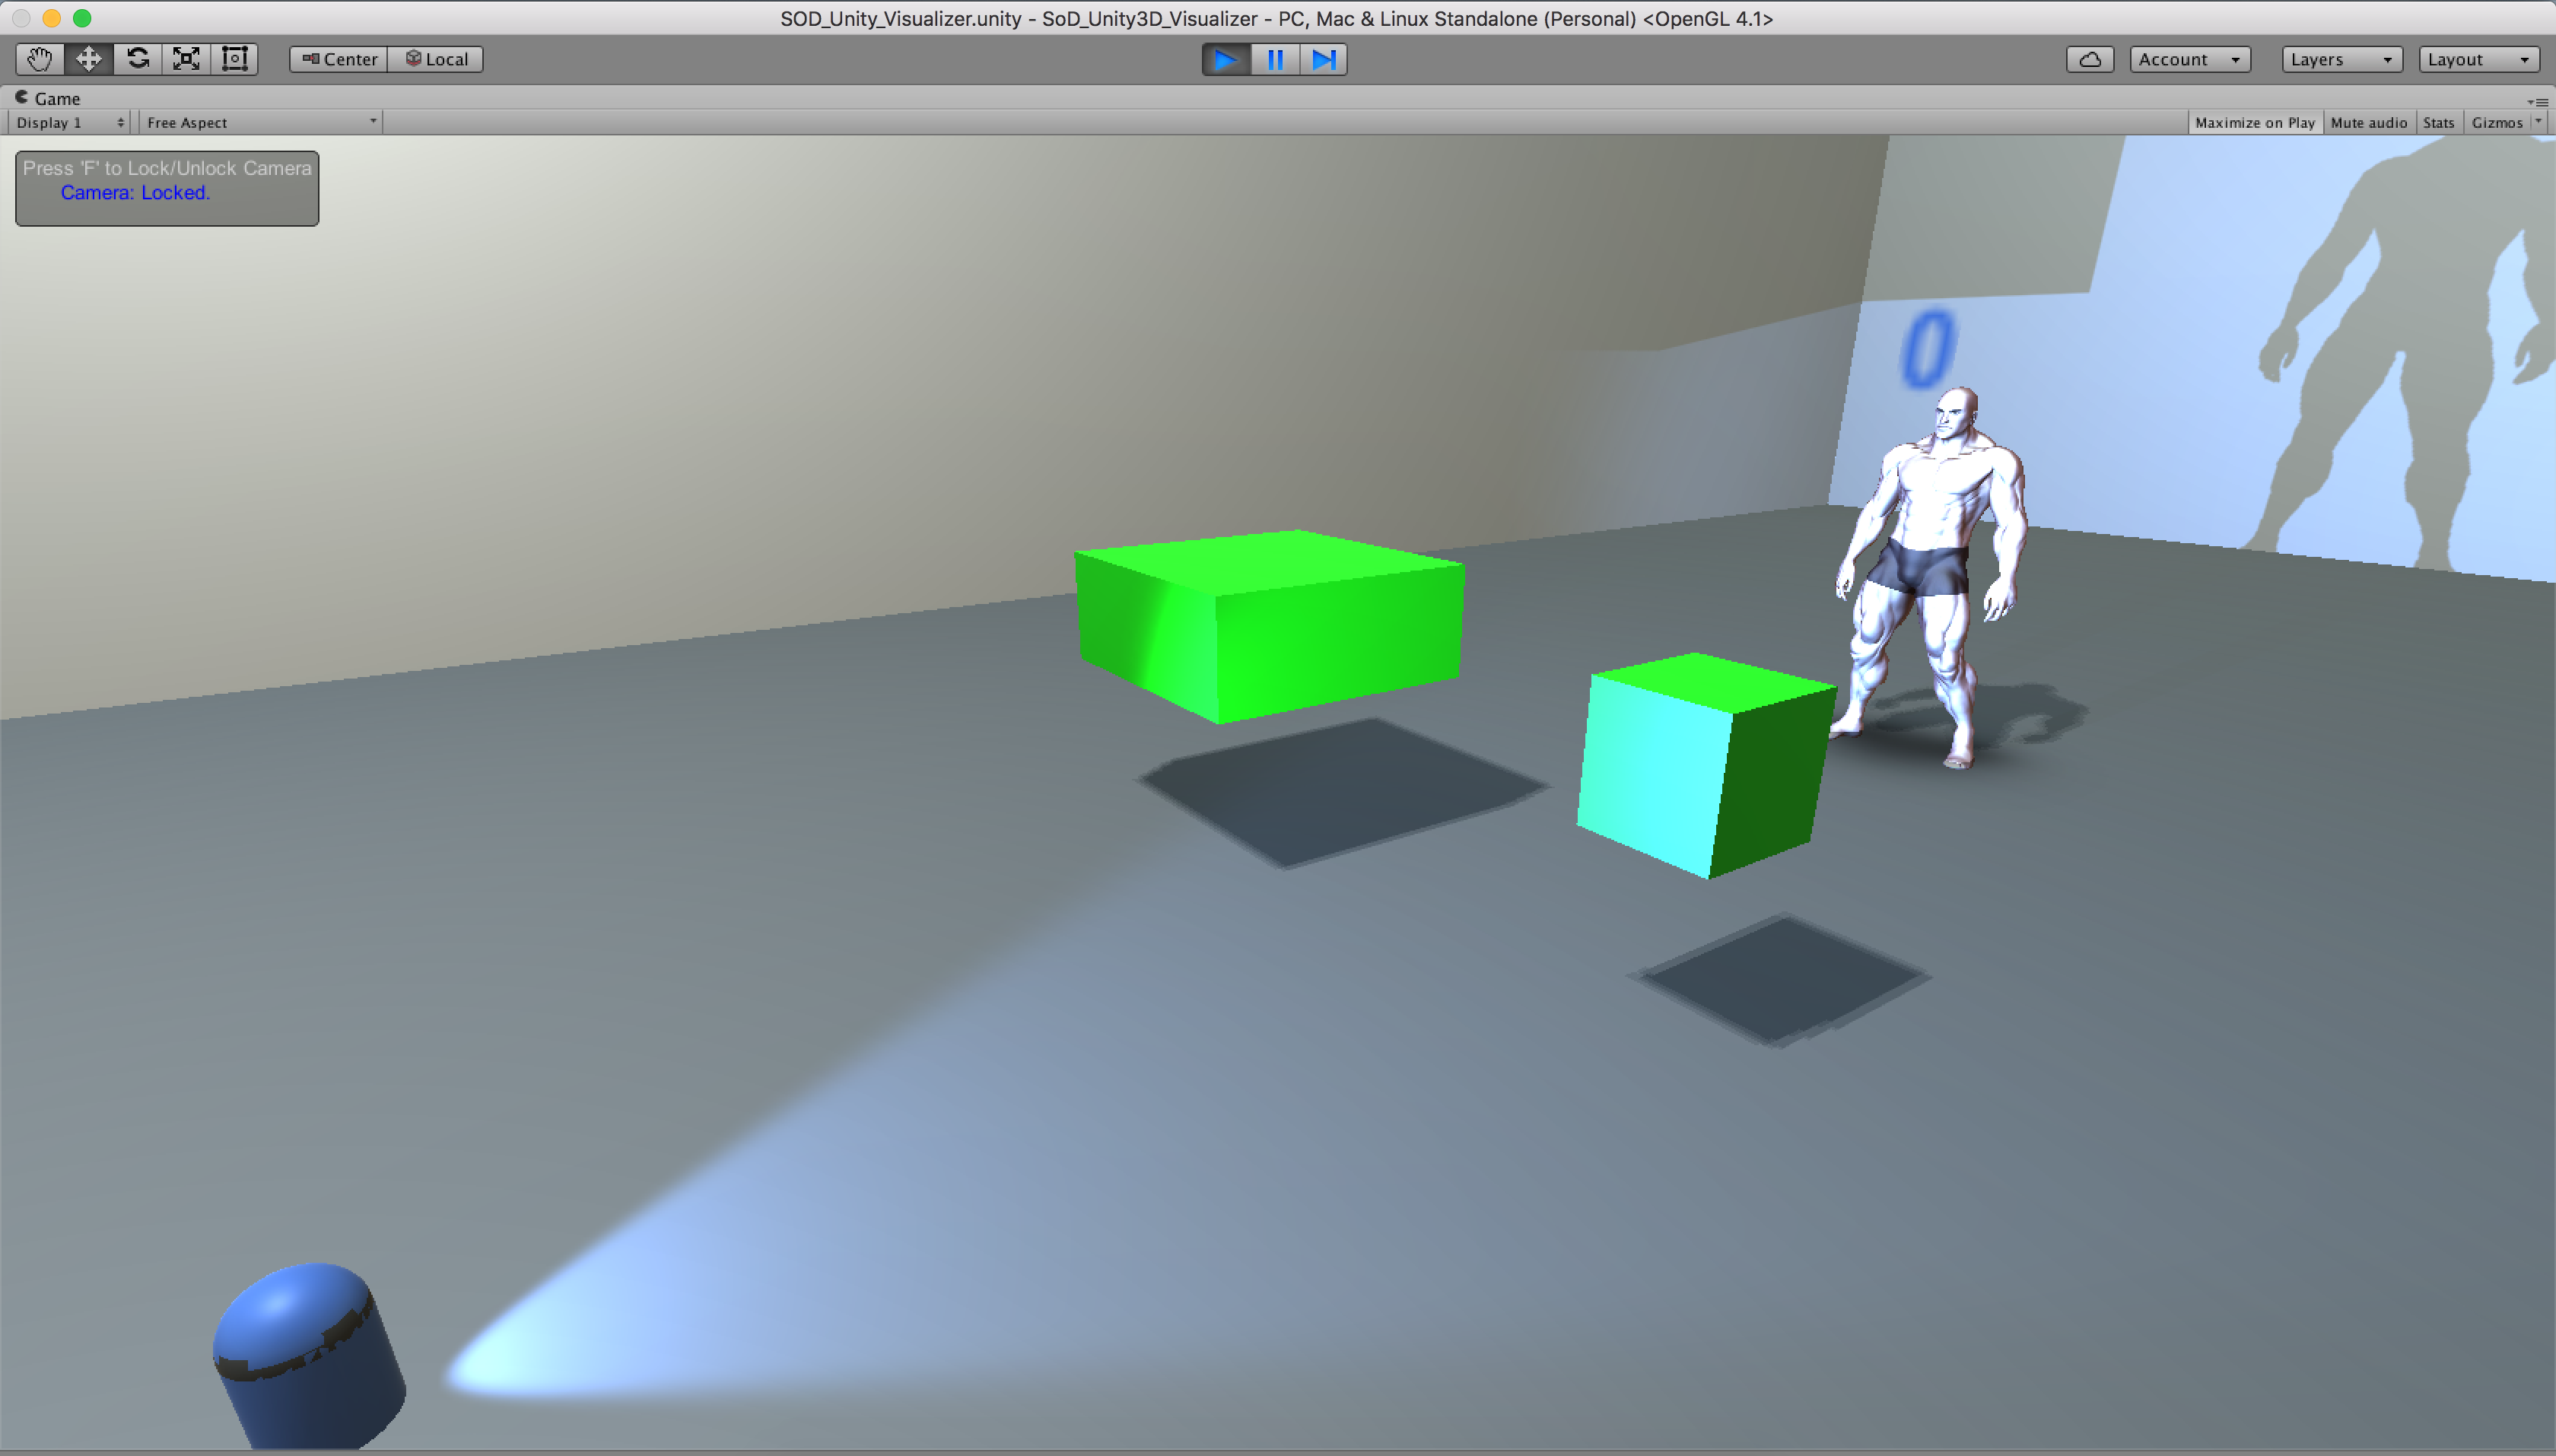 SOD_Unity_Visualizer.unity - SoD_Unity3D_Visualizer - PC, Mac & Linux Standalone (Personal) <OpenGL 4.1>
Center Local Account Layers Layout
Game
Display 1 Free Aspect Maximize on Play Mute audio Stats Gizmos
Press 'F' to Lock/Unlock Camera
Camera: Locked.
0